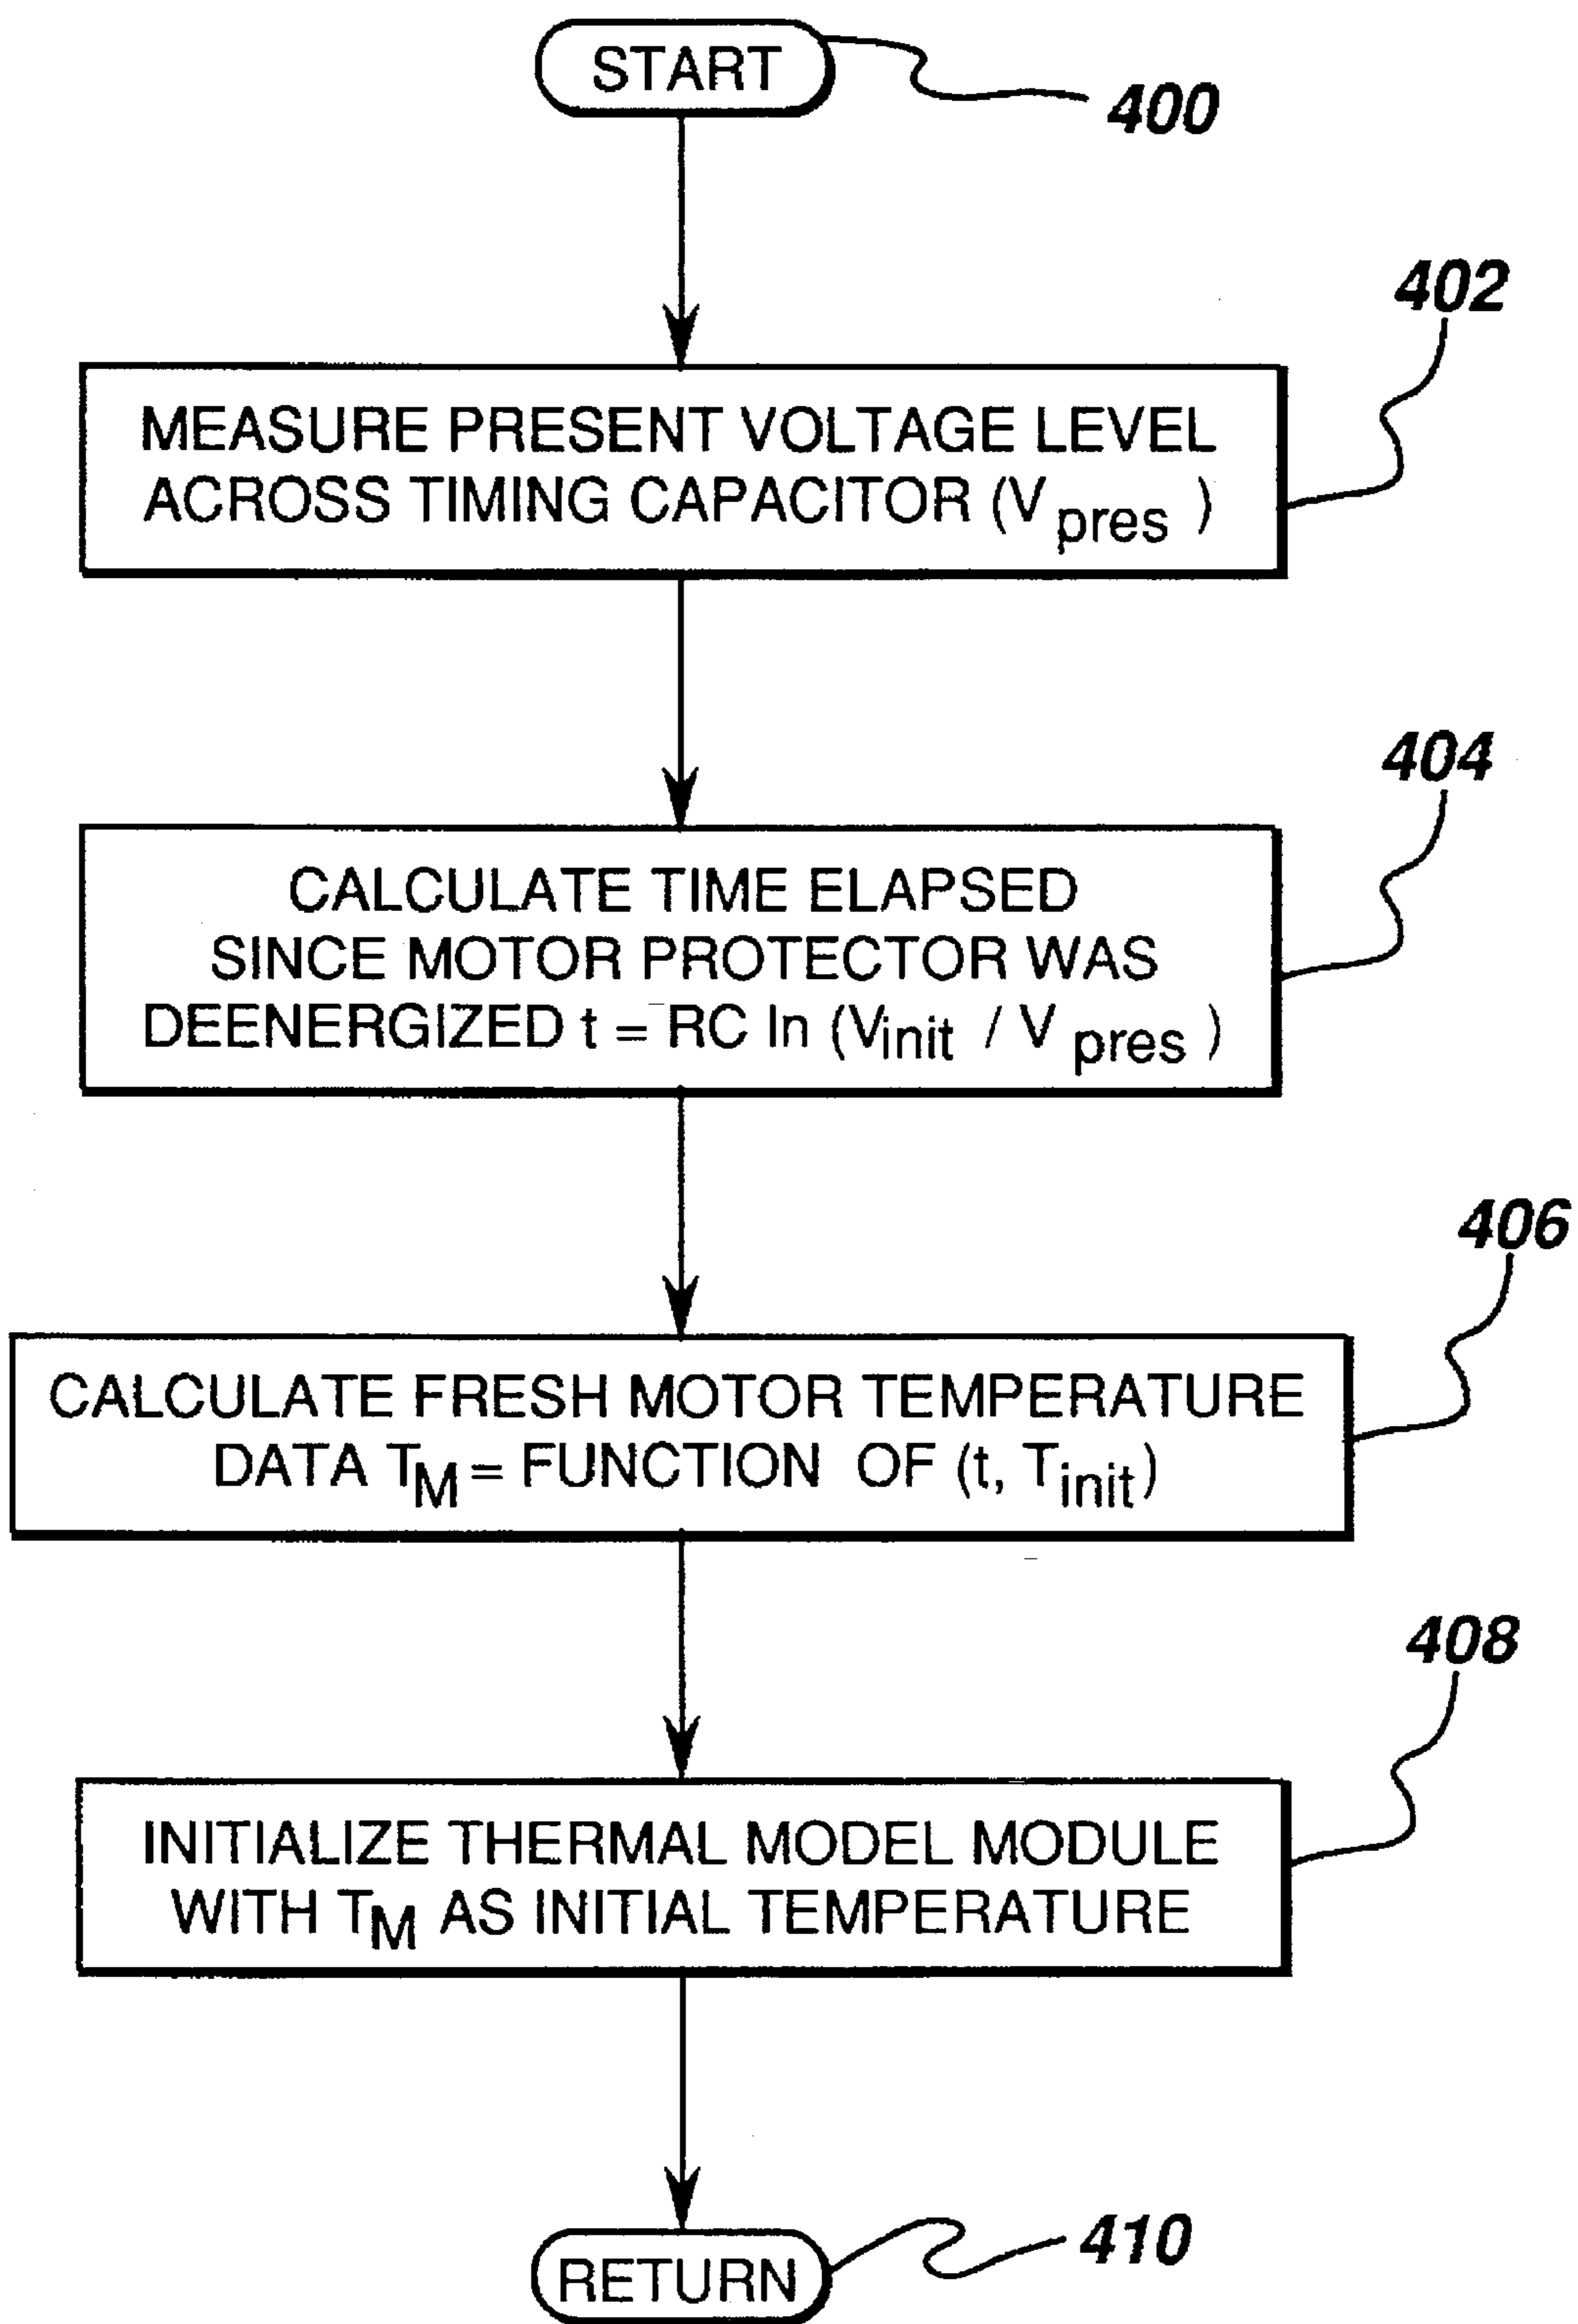 START
400
402
MEASURE PRESENT VOLTAGE LEVEL
ACROSS TIMING CAPACITOR (V pres )
404
CALCULATE TIME ELAPSED
SINCE MOTOR PROTECTOR WAS
DEENERGIZED t = RC ln (Vinit / V pres )
406
CALCULATE FRESH MOTOR TEMPERATURE
DATA TM = FUNCTION OF (t, Tinit)
408
INITIALIZE THERMAL MODEL MODULE
WITH TM AS INITIAL TEMPERATURE
RETURN
410